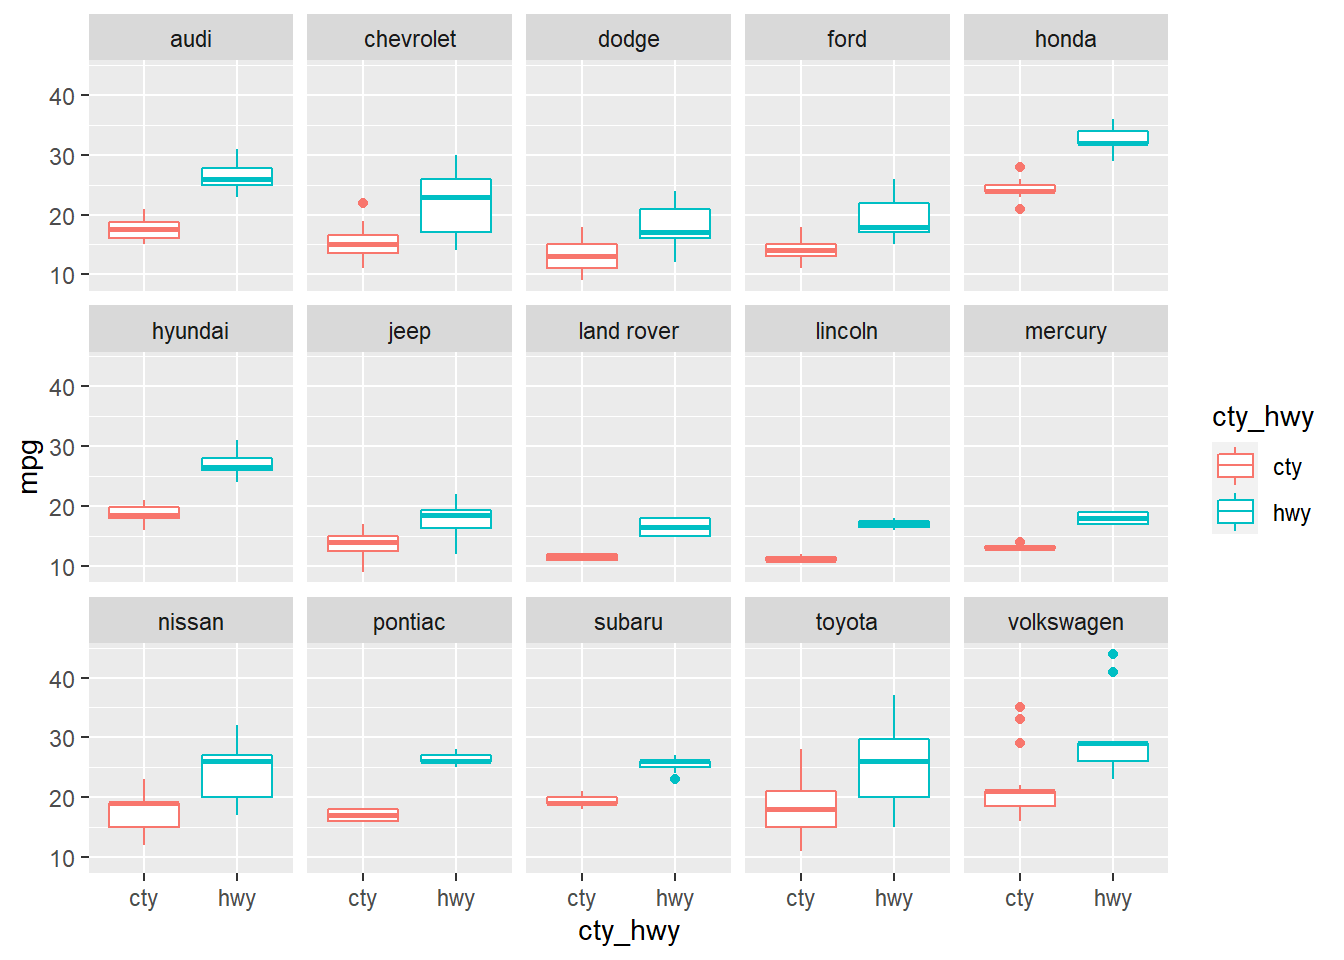 audi chevrolet dodge ford honda
40
30
20
10
hyundai jeep land rover lincoln mercury
40
30
20
10
nissan pontiac subaru toyota volkswagen
40
30
20
10
cty hwy cty hwy cty hwy cty hwy cty hwy
cty_hwy
mpg
cty_hwy
cty
hwy